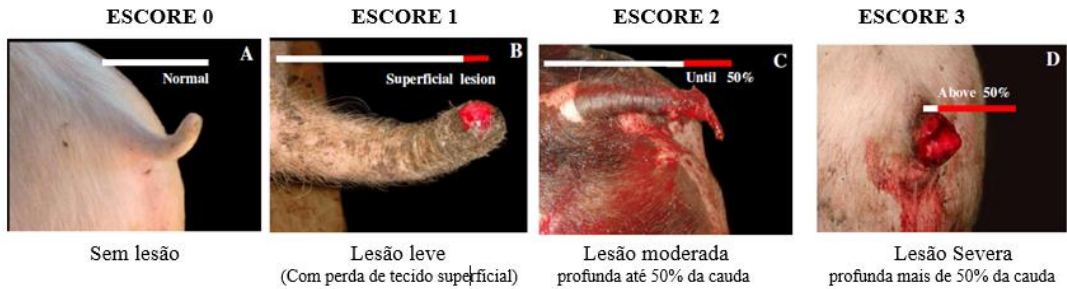 ESCORE 0
ESCORE 1
ESCORE 2
ESCORE 3
A
Normal
B
Superficial lesion
C
Until 50%
D
Above 50%
Sem lesão
Lesão leve
(Com perda de tecido superficial)
Lesão moderada
profunda até 50% da cauda
Lesão Severa
profunda mais de 50% da cauda